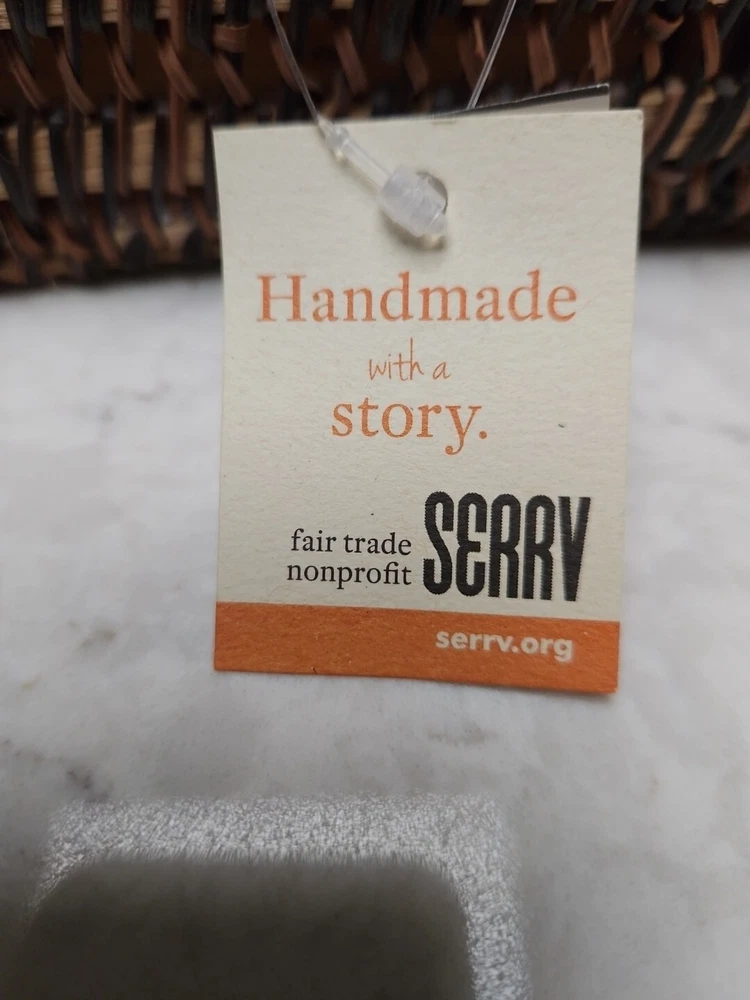 Handmade
with a
story.
fair trade
nonprofit
SERRV
serrv.org